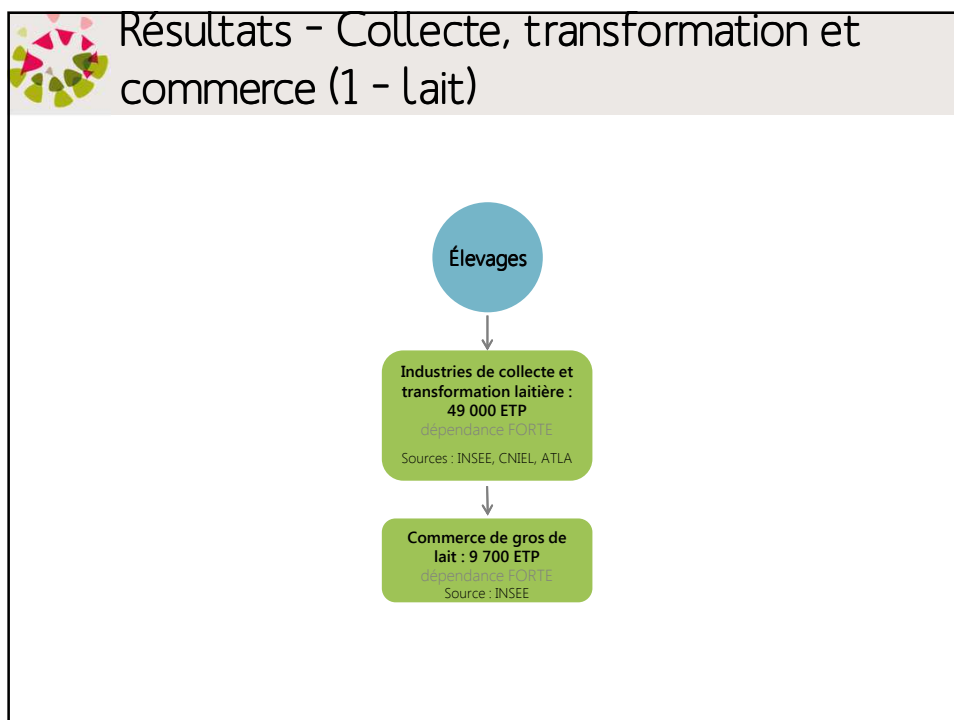 Résultats - Collecte, transformation et
commerce (1 - lait)
Élevages
Industries de collecte et
transformation laitière :
49 000 ETP
dépendance FORTE
Sources : INSEE, CNIEL, ATLA
Commerce de gros de
lait : 9 700 ETP
dépendance FORTE
Source : INSEE